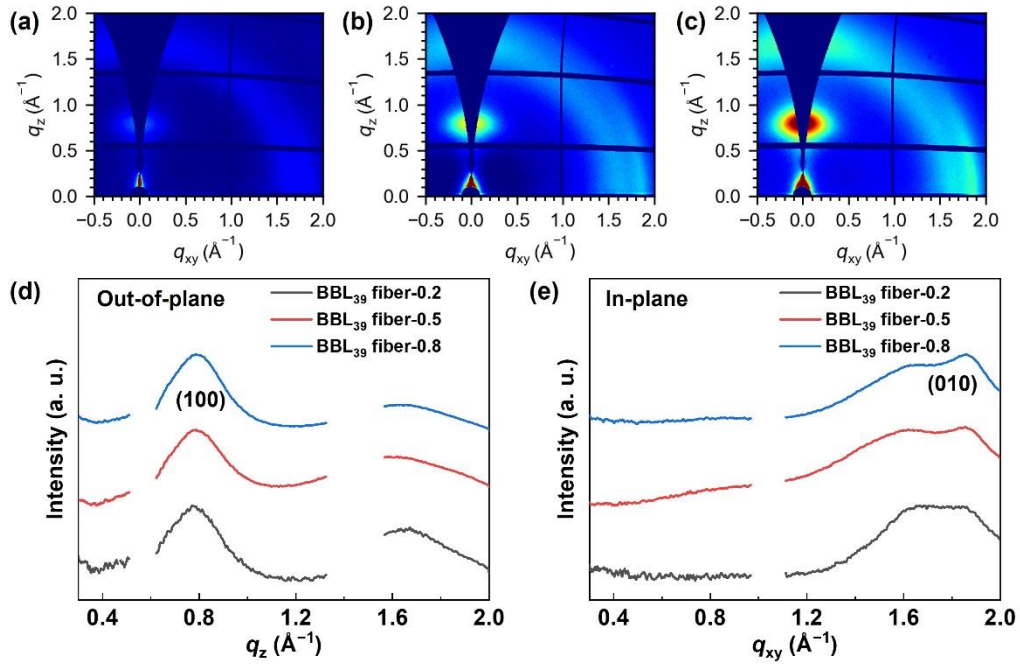 (a)
2.0
1.5
1.0
0.5
0.0
q_z (Å⁻¹)
−0.5 0.0 0.5 1.0 1.5 2.0
q_xy (Å⁻¹)
(b)
2.0
1.5
1.0
0.5
0.0
q_z (Å⁻¹)
−0.5 0.0 0.5 1.0 1.5 2.0
q_xy (Å⁻¹)
(c)
2.0
1.5
1.0
0.5
0.0
q_z (Å⁻¹)
−0.5 0.0 0.5 1.0 1.5 2.0
q_xy (Å⁻¹)
(d)
Out-of-plane
BBL₃₉ fiber-0.2
BBL₃₉ fiber-0.5
BBL₃₉ fiber-0.8
(100)
Intensity (a. u.)
0.4 0.8 1.2 1.6 2.0
q_z (Å⁻¹)
(e)
In-plane
BBL₃₉ fiber-0.2
BBL₃₉ fiber-0.5
BBL₃₉ fiber-0.8
(010)
Intensity (a. u.)
0.4 0.8 1.2 1.6 2.0
q_xy (Å⁻¹)